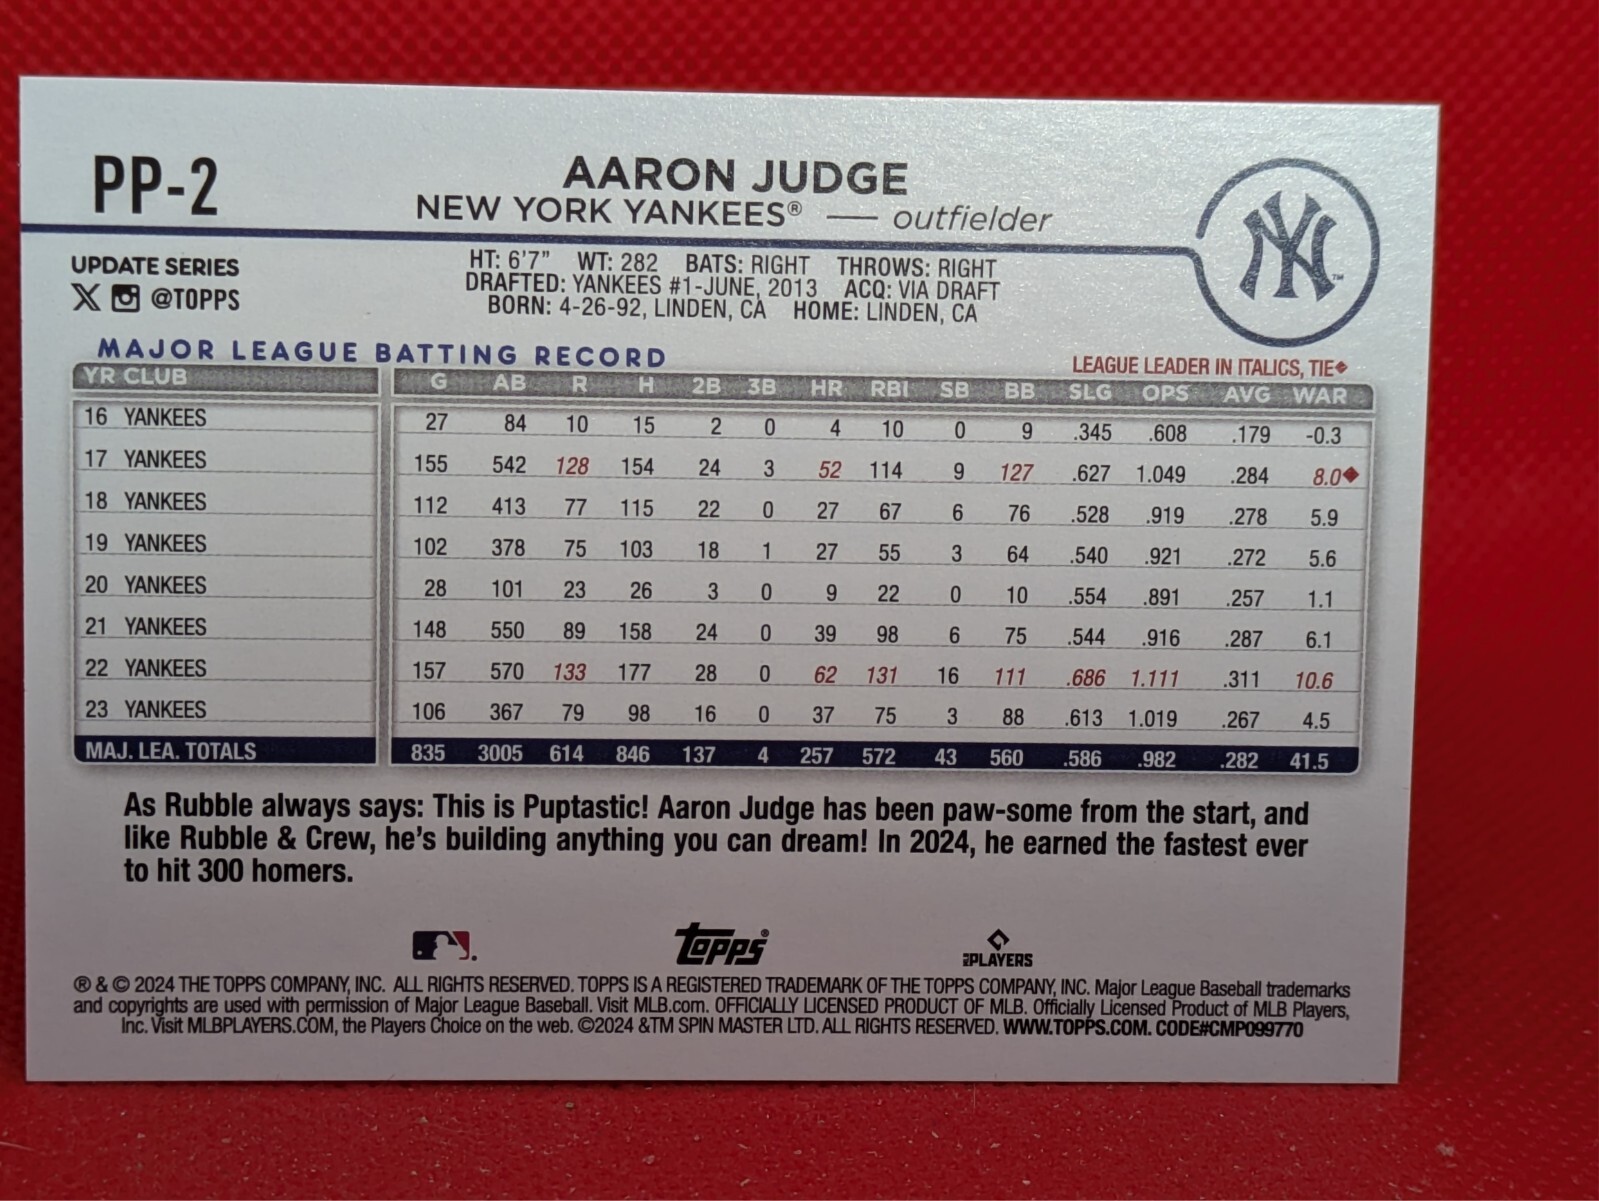 PP-2
AARON JUDGE
NEW YORK YANKEES® — outfielder
NY
TM
UPDATE SERIES
X @TOPPS
HT: 6'7" WT: 282 BATS: RIGHT THROWS: RIGHT
DRAFTED: YANKEES #1-JUNE, 2013 ACQ: VIA DRAFT
BORN: 4-26-92, LINDEN, CA HOME: LINDEN, CA
MAJOR LEAGUE BATTING RECORD
LEAGUE LEADER IN ITALICS, TIE◆
YR CLUB G AB R H 2B 3B HR RBI SB BB SLG OPS AVG WAR
16 YANKEES 27 84 10 15 2 0 4 10 0 9 .345 .608 .179 -0.3
17 YANKEES 155 542 128 154 24 3 52 114 9 127 .627 1.049 .284 8.0◆
18 YANKEES 112 413 77 115 22 0 27 67 6 76 .528 .919 .278 5.9
19 YANKEES 102 378 75 103 18 1 27 55 3 64 .540 .921 .272 5.6
20 YANKEES 28 101 23 26 3 0 9 22 0 10 .554 .891 .257 1.1
21 YANKEES 148 550 89 158 24 0 39 98 6 75 .544 .916 .287 6.1
22 YANKEES 157 570 133 177 28 0 62 131 16 111 .686 1.111 .311 10.6
23 YANKEES 106 367 79 98 16 0 37 75 3 88 .613 1.019 .267 4.5
MAJ. LEA. TOTALS 835 3005 614 846 137 4 257 572 43 560 .586 .982 .282 41.5
As Rubble always says: This is Puptastic! Aaron Judge has been paw-some from the start, and
like Rubble & Crew, he's building anything you can dream! In 2024, he earned the fastest ever
to hit 300 homers.
topps®
MLB PLAYERS
® & © 2024 THE TOPPS COMPANY, INC. ALL RIGHTS RESERVED. TOPPS IS A REGISTERED TRADEMARK OF THE TOPPS COMPANY, INC. Major League Baseball trademarks
and copyrights are used with permission of Major League Baseball. Visit MLB.com. OFFICIALLY LICENSED PRODUCT OF MLB. Officially Licensed Product of MLB Players,
Inc. Visit MLBPLAYERS.COM, the Players Choice on the web. ©2024 &TM SPIN MASTER LTD. ALL RIGHTS RESERVED. WWW.TOPPS.COM. CODE#CMP099770